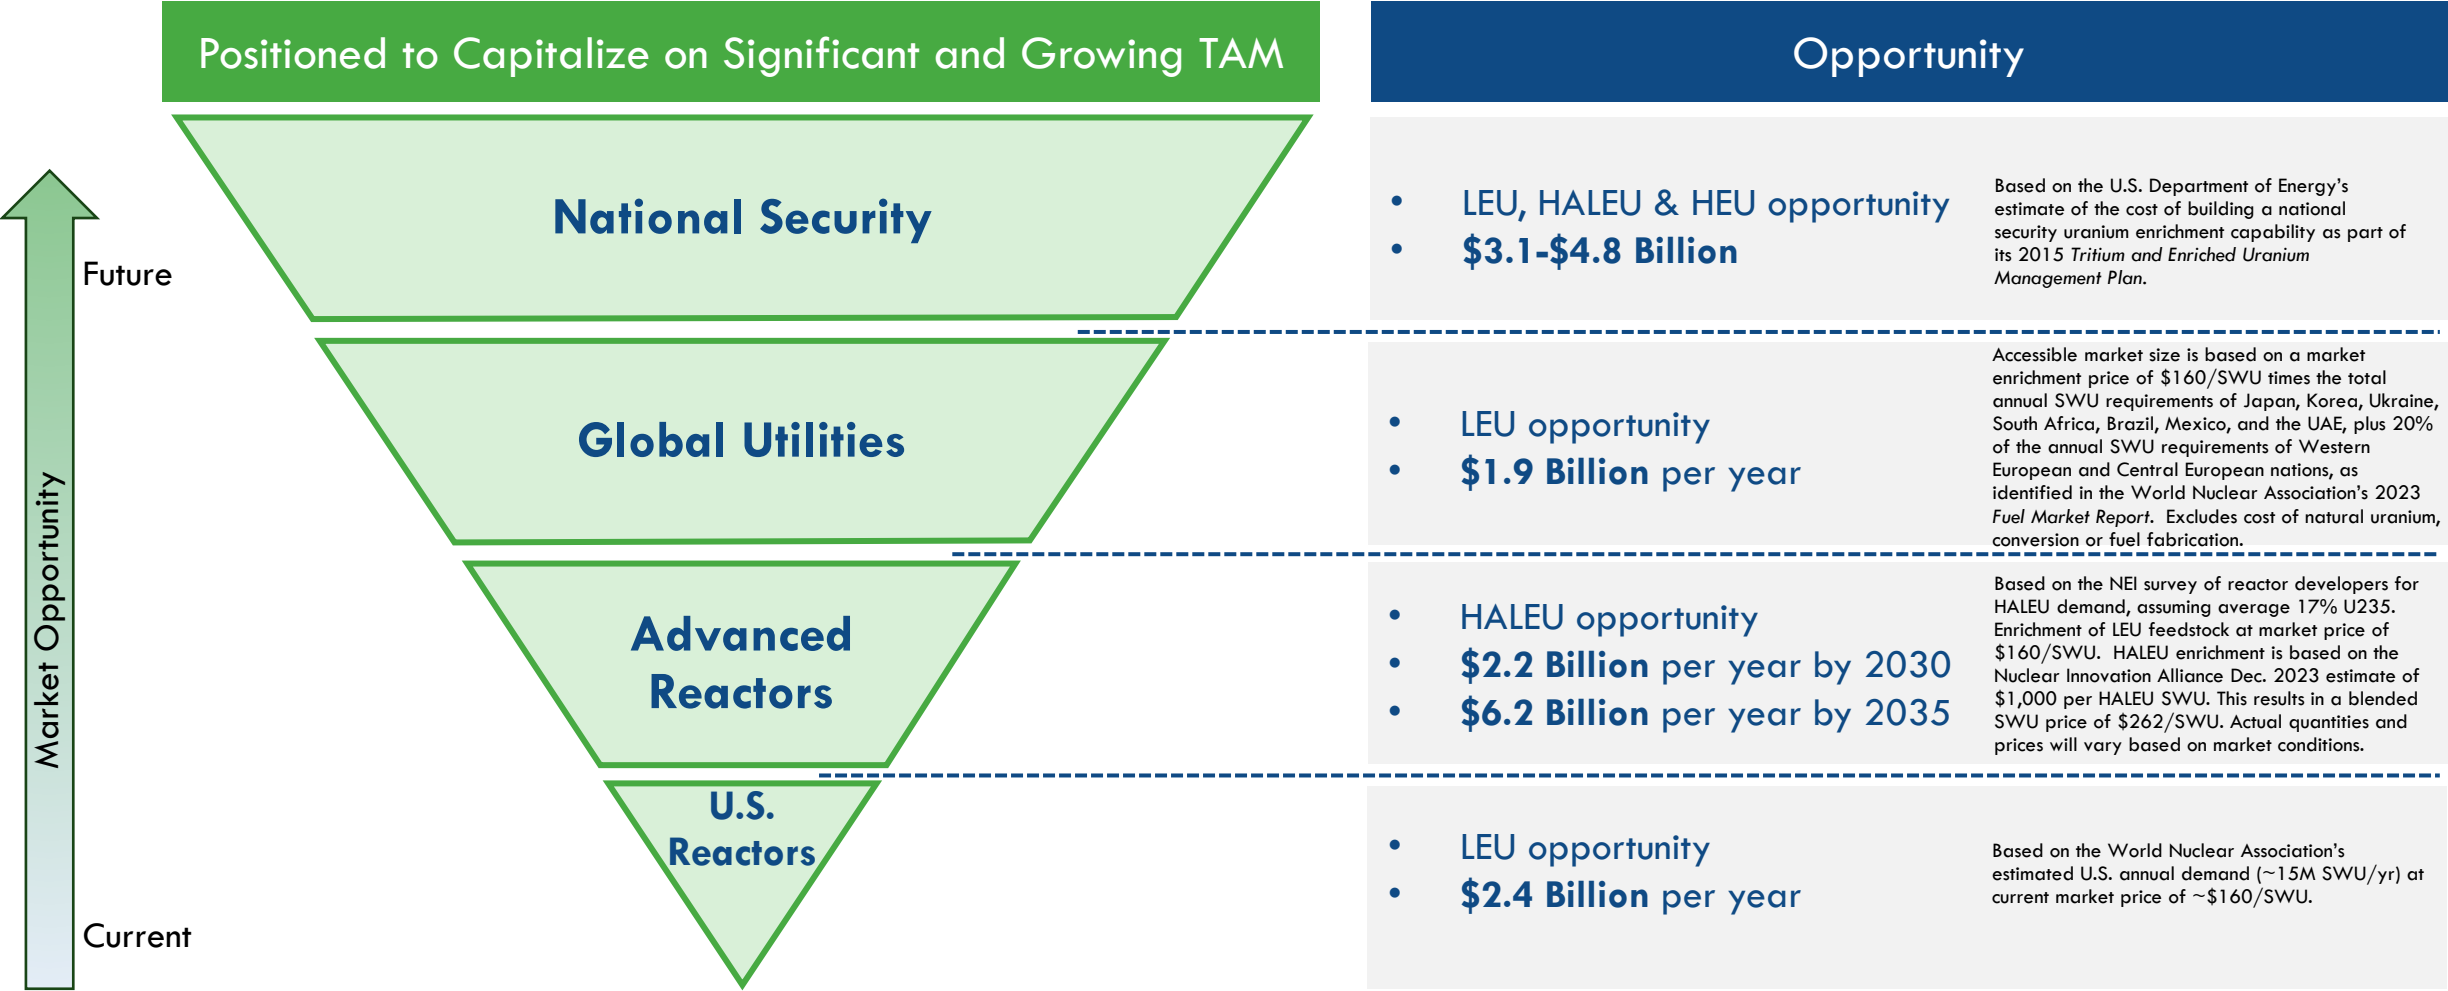 Positioned to Capitalize on Significant and Growing TAM
Opportunity
Market Opportunity
Future
Current
National Security
• LEU, HALEU & HEU opportunity
• $3.1-$4.8 Billion
Based on the U.S. Department of Energy’s
estimate of the cost of building a national
security uranium enrichment capability as part of
its 2015 Tritium and Enriched Uranium
Management Plan.
Global Utilities
• LEU opportunity
• $1.9 Billion per year
Accessible market size is based on a market
enrichment price of $160/SWU times the total
annual SWU requirements of Japan, Korea, Ukraine,
South Africa, Brazil, Mexico, and the UAE, plus 20%
of the annual SWU requirements of Western
European and Central European nations, as
identified in the World Nuclear Association’s 2023
Fuel Market Report. Excludes cost of natural uranium,
conversion or fuel fabrication.
Advanced
Reactors
• HALEU opportunity
• $2.2 Billion per year by 2030
• $6.2 Billion per year by 2035
Based on the NEI survey of reactor developers for
HALEU demand, assuming average 17% U235.
Enrichment of LEU feedstock at market price of
$160/SWU. HALEU enrichment is based on the
Nuclear Innovation Alliance Dec. 2023 estimate of
$1,000 per HALEU SWU. This results in a blended
SWU price of $262/SWU. Actual quantities and
prices will vary based on market conditions.
U.S.
Reactors
• LEU opportunity
• $2.4 Billion per year
Based on the World Nuclear Association’s
estimated U.S. annual demand (~15M SWU/yr) at
current market price of ~$160/SWU.